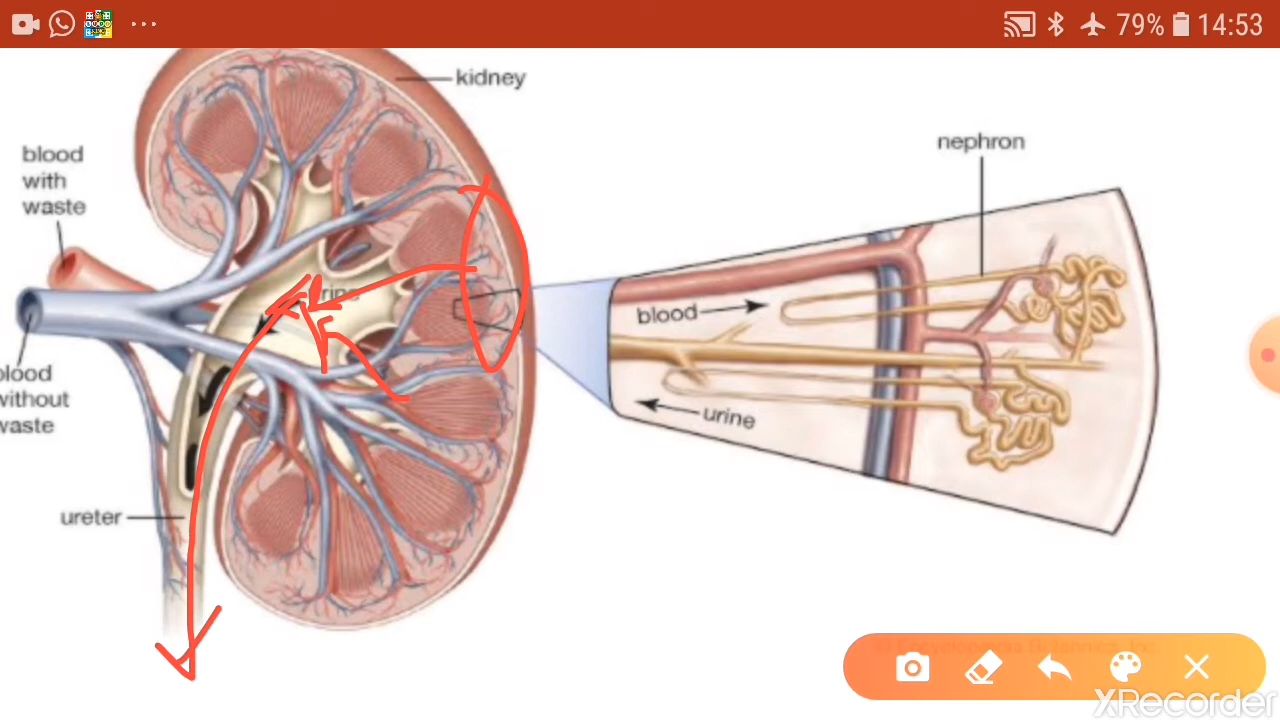 79% 14:53
kidney
blood
with
waste
nephron
blood
urine
lood
without
waste
ureter
XRecorder